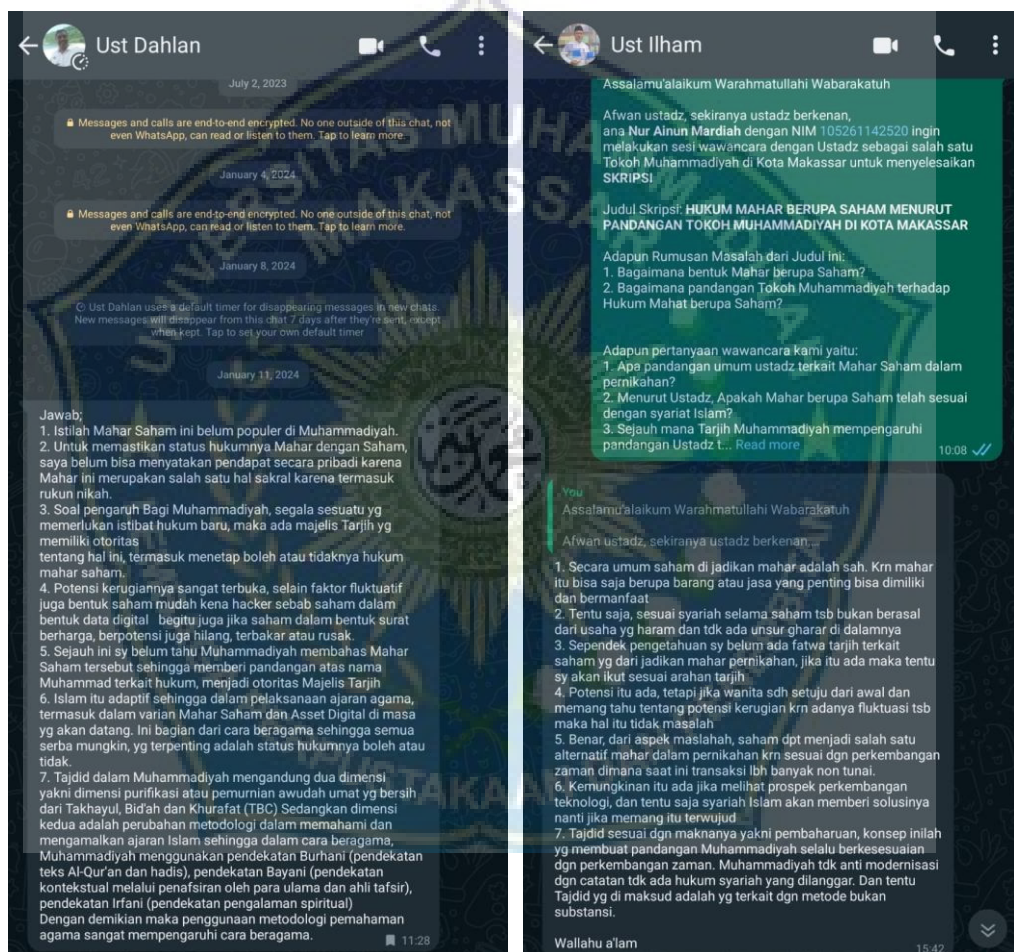 Ust Dahlan
July 2, 2023
Messages and calls are end-to-end encrypted. No one outside of this chat, not
even WhatsApp, can read or listen to them. Tap to learn more.
January 4, 2024
Messages and calls are end-to-end encrypted. No one outside of this chat, not
even WhatsApp, can read or listen to them. Tap to learn more.
January 8, 2024
Ust Dahlan uses a default timer for disappearing messages in new chats.
New messages will disappear from this chat 7 days after they're sent, except
when kept. Tap to set your own default timer
January 11, 2024
Jawab;
1. Istilah Mahar Saham ini belum populer di Muhammadiyah.
2. Untuk memastikan status hukumnya Mahar dengan Saham,
saya belum bisa menyatakan pendapat secara pribadi karena
Mahar ini merupakan salah satu hal sakral karena termasuk
rukun nikah.
3. Soal pengaruh Bagi Muhammadiyah, segala sesuatu yg
memerlukan istibat hukum baru, maka ada majelis Tarjih yg
memiliki otoritas
tentang hal ini, termasuk menetap boleh atau tidaknya hukum
mahar saham.
4. Potensi kerugiannya sangat terbuka, selain faktor fluktuatif
juga bentuk saham mudah kena hacker sebab saham dalam
bentuk data digital begitu juga jika saham dalam bentuk surat
berharga, berpotensi juga hilang, terbakar atau rusak.
5. Sejauh ini sy belum tahu Muhammadiyah membahas Mahar
Saham tersebut sehingga memberi pandangan atas nama
Muhammad terkait hukum, menjadi otoritas Majelis Tarjih
6. Islam itu adaptif sehingga dalam pelaksanaan ajaran agama,
termasuk dalam varian Mahar Saham dan Asset Digital di masa
yg akan datang. Ini bagian dari cara beragama sehingga semua
serba mungkin, yg terpenting adalah status hukumnya boleh atau
tidak.
7. Tajdid dalam Muhammadiyah mengandung dua dimensi
yakni dimensi purifikasi atau pemurnian awudah umat yg bersih
dari Takhayul, Bid'ah dan Khurafat (TBC) Sedangkan dimensi
kedua adalah perubahan metodologi dalam memahami dan
mengamalkan ajaran Islam sehingga dalam cara beragama,
Muhammadiyah menggunakan pendekatan Burhani (pendekatan
teks Al-Qur'an dan hadis), pendekatan Bayani (pendekatan
kontekstual melalui penafsiran oleh para ulama dan ahli tafsir),
pendekatan Irfani (pendekatan pengalaman spiritual)
Dengan demikian maka penggunaan metodologi pemahaman
agama sangat mempengaruhi cara beragama.
11:28
Ust Ilham
Assalamu'alaikum Warahmatullahi Wabarakatuh
Afwan ustadz, sekiranya ustadz berkenan,
ana Nur Ainun Mardiah dengan NIM 105261142520 ingin
melakukan sesi wawancara dengan Ustadz sebagai salah satu
Tokoh Muhammadiyah di Kota Makassar untuk menyelesaikan
SKRIPSI
Judul Skripsi: HUKUM MAHAR BERUPA SAHAM MENURUT
PANDANGAN TOKOH MUHAMMADIYAH DI KOTA MAKASSAR
Adapun Rumusan Masalah dari Judul ini:
1. Bagaimana bentuk Mahar berupa Saham?
2. Bagaimana pandangan Tokoh Muhammadiyah terhadap
Hukum Mahat berupa Saham?
Adapun pertanyaan wawancara kami yaitu:
1. Apa pandangan umum ustadz terkait Mahar Saham dalam
pernikahan?
2. Menurut Ustadz, Apakah Mahar berupa Saham telah sesuai
dengan syariat Islam?
3. Sejauh mana Tarjih Muhammadiyah mempengaruhi
pandangan Ustadz t... Read more
10:08
You
Assalamu'alaikum Warahmatullahi Wabarakatuh
Afwan ustadz, sekiranya ustadz berkenan,...
1. Secara umum saham di jadikan mahar adalah sah. Krn mahar
itu bisa saja berupa barang atau jasa yang penting bisa dimiliki
dan bermanfaat
2. Tentu saja, sesuai syariah selama saham tsb bukan berasal
dari usaha yg haram dan tdk ada unsur gharar di dalamnya
3. Sependek pengetahuan sy belum ada fatwa tarjih terkait
saham yg dari jadikan mahar pernikahan, jika itu ada maka tentu
sy akan ikut sesuai arahan tarjih
4. Potensi itu ada, tetapi jika wanita sdh setuju dari awal dan
memang tahu tentang potensi kerugian krn adanya fluktuasi tsb
maka hal itu tidak masalah
5. Benar, dari aspek maslahah, saham dpt menjadi salah satu
alternatif mahar dalam pernikahan krn sesuai dgn perkembangan
zaman dimana saat ini transaksi lbh banyak non tunai.
6. Kemungkinan itu ada jika melihat prospek perkembangan
teknologi, dan tentu saja syariah Islam akan memberi solusinya
nanti jika memang itu terwujud
7. Tajdid sesuai dgn maknanya yakni pembaharuan, konsep inilah
yg membuat pandangan Muhammadiyah selalu berkesesuaian
dgn perkembangan zaman. Muhammadiyah tdk anti modernisasi
dgn catatan tdk ada hukum syariah yang dilanggar. Dan tentu
Tajdid yg di maksud adalah yg terkait dgn metode bukan
substansi.
Wallahu a'lam
15:42
UNIVERSITAS MUHAMMADIYAH
MAKASSAR